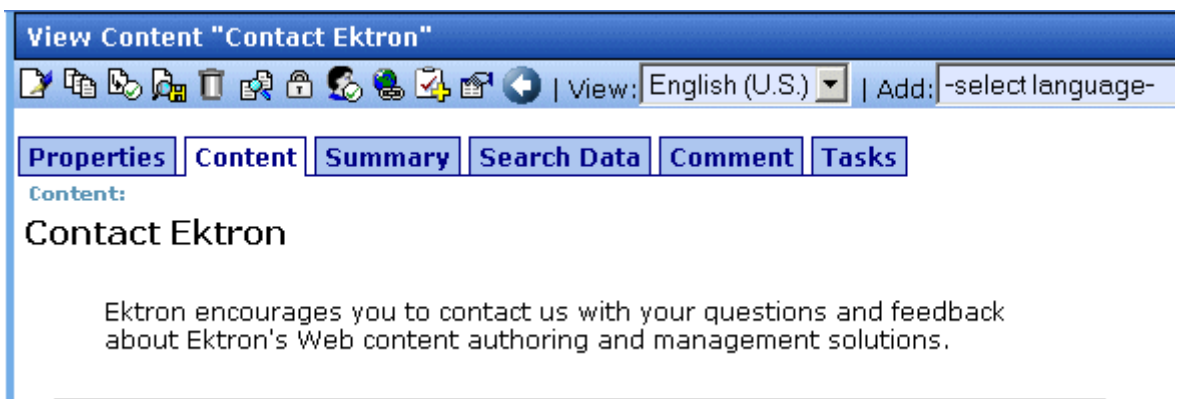 View Content "Contact Ektron"
| View: English (U.S.) | Add: -select language-
Properties Content Summary Search Data Comment Tasks
Content:
Contact Ektron
Ektron encourages you to contact us with your questions and feedback
about Ektron's Web content authoring and management solutions.